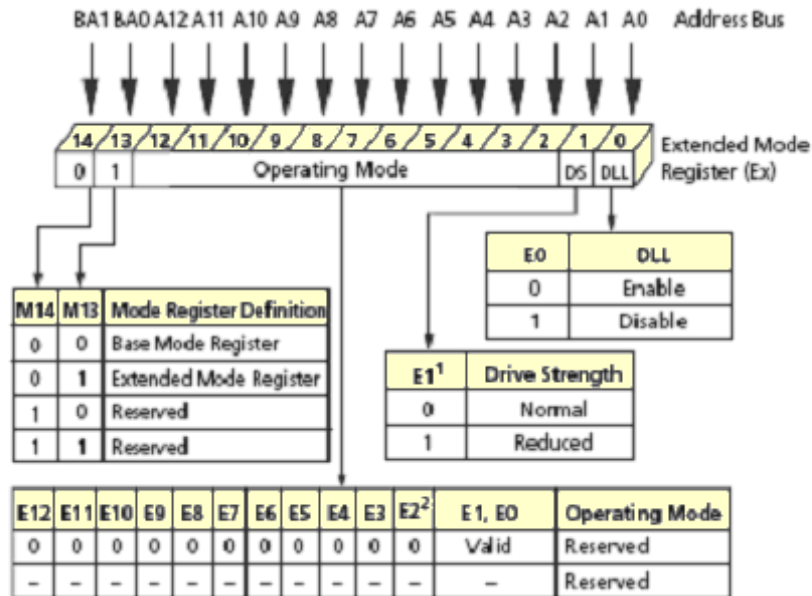 BA1 BA0 A12 A11 A10 A9 A8 A7 A6 A5 A4 A3 A2 A1 A0 Address Bus
14 13 12 11 10 9 8 7 6 5 4 3 2 1 0 Extended Mode
0 1 Operating Mode DS DLL Register (Ex)
E0 DLL
0 Enable
1 Disable
M14 M13 Mode Register Definition
0 0 Base Mode Register
0 1 Extended Mode Register
1 0 Reserved
1 1 Reserved
E1¹ Drive Strength
0 Normal
1 Reduced
E12 E11 E10 E9 E8 E7 E6 E5 E4 E3 E2² E1, E0 Operating Mode
0 0 0 0 0 0 0 0 0 0 0 Valid Reserved
– – – – – – – – – – – – Reserved